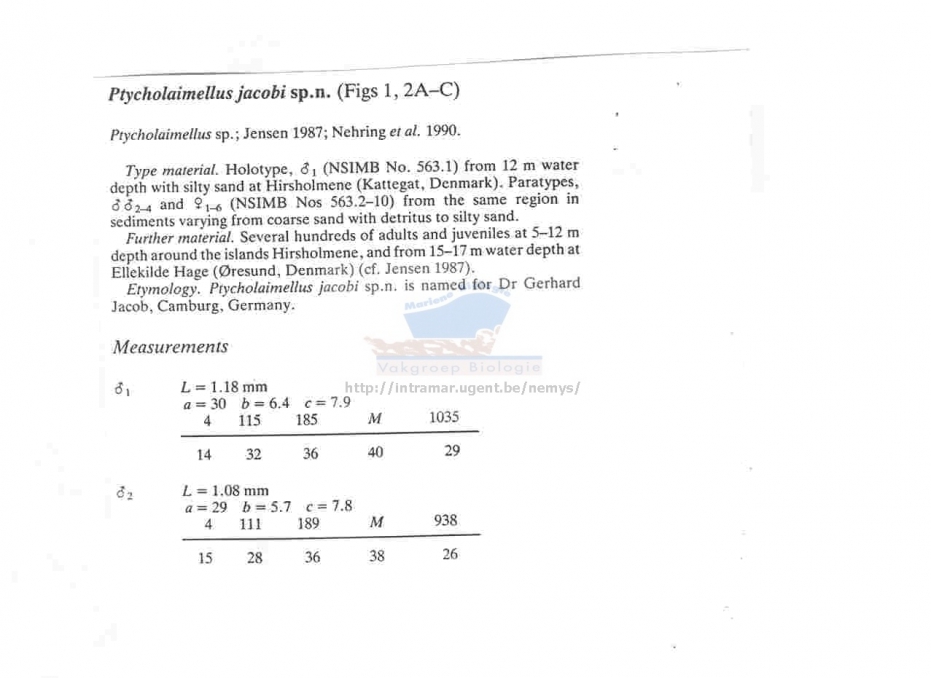 Ptycholaimellus jacobi sp.n. (Figs 1, 2A–C)
Ptycholaimellus sp.; Jensen 1987; Nehring et al. 1990.
Type material. Holotype, ♂1 (NSIMB No. 563.1) from 12 m water
depth with silty sand at Hirsholmene (Kattegat, Denmark). Paratypes,
♂♂2–4 and ♀1–6 (NSIMB Nos 563.2–10) from the same region in
sediments varying from coarse sand with detritus to silty sand.
Further material. Several hundreds of adults and juveniles at 5–12 m
depth around the islands Hirsholmene, and from 15–17 m water depth at
Ellekilde Hage (Øresund, Denmark) (cf. Jensen 1987).
Etymology. Ptycholaimellus jacobi sp.n. is named for Dr Gerhard
Jacob, Camburg, Germany.
Mariene
Vakgroep Biologie
http://intramar.ugent.be/nemys/
Measurements
♂1 L = 1.18 mm
a = 30 b = 6.4 c = 7.9
4 115 185 M 1035
14 32 36 40 29
♂2 L = 1.08 mm
a = 29 b = 5.7 c = 7.8
4 111 189 M 938
15 28 36 38 26